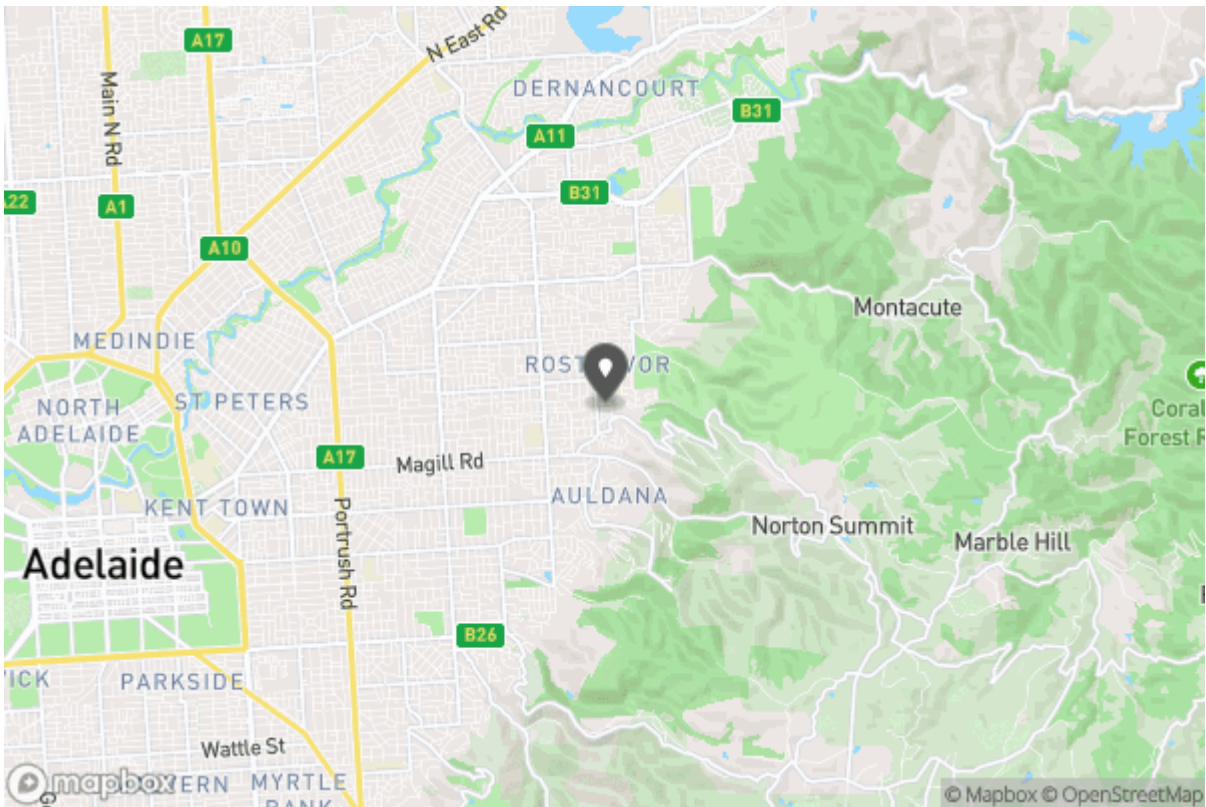 A17
N East Rd
Main N Rd
DERNANCOURT
B31
A11
B31
A22
A1
A10
Montacute
MEDINDIE
NORTH
ADELAIDE
ST PETERS
A17
Magill Rd
Coral
Forest R
KENT TOWN
AULDANA
Portrush Rd
Norton Summit
Marble Hill
Adelaide
B26
PARKSIDE
Wattle St
MYRTLE
BANK
mapbox
© Mapbox © OpenStreetMap